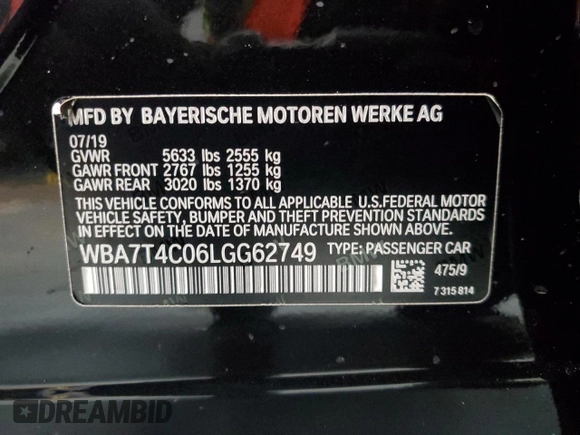 MFD BY BAYERISCHE MOTOREN WERKE AG
07/19
GVWR 5633 lbs 2555 kg
GAWR FRONT 2767 lbs 1255 kg
GAWR REAR 3020 lbs 1370 kg
THIS VEHICLE CONFORMS TO ALL APPLICABLE U.S.FEDERAL MOTOR
VEHICLE SAFETY, BUMPER AND THEFT PREVENTION STANDARDS
IN EFFECT ON THE DATE OF MANUFACTURE SHOWN ABOVE.
WBA7T4C06LGG62749 TYPE: PASSENGER CAR
475/9
7 315 814
DREAMBID